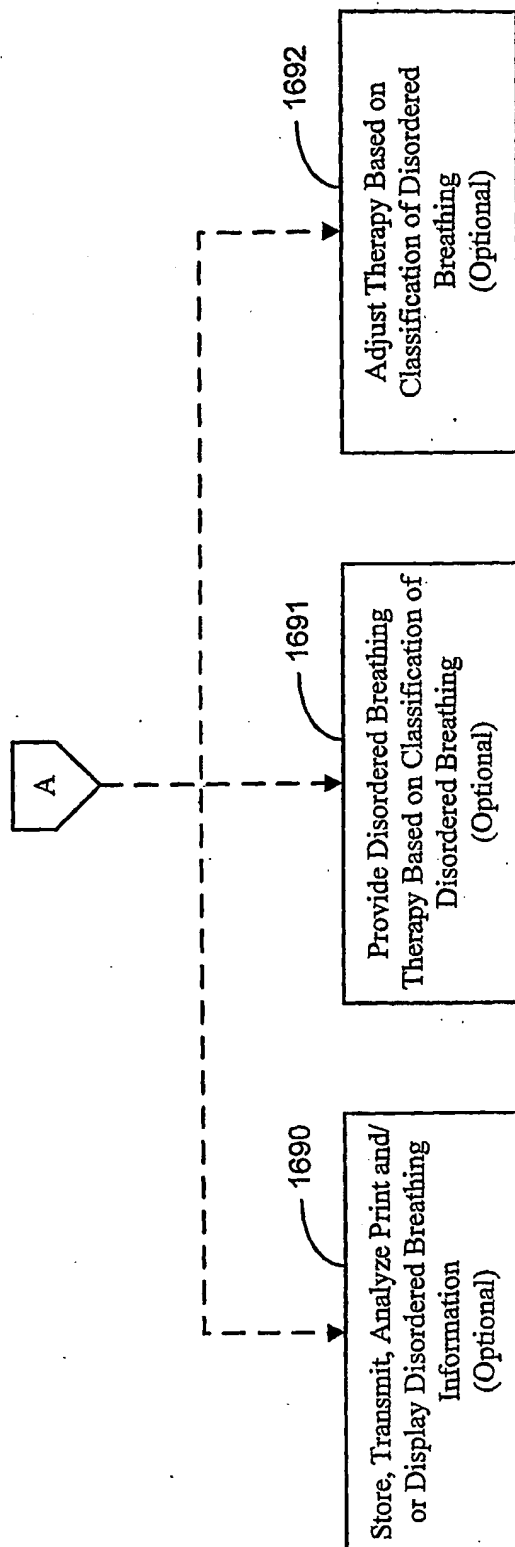 A
1690
Store, Transmit, Analyze Print and/
or Display Disordered Breathing
Information
(Optional)
1691
Provide Disordered Breathing
Therapy Based on Classification of
Disordered Breathing
(Optional)
1692
Adjust Therapy Based on
Classification of Disordered
Breathing
(Optional)